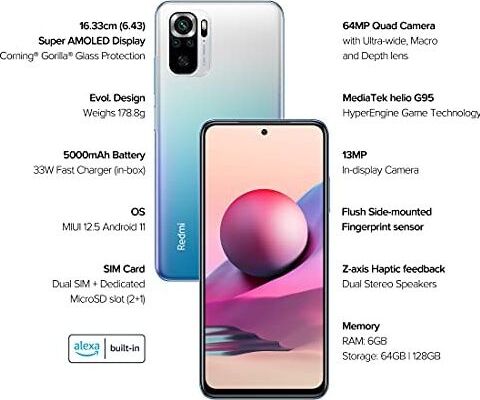 16.33cm (6.43)
Super AMOLED Display
Corning® Gorilla® Glass Protection
Evol. Design
Weighs 178.8g
5000mAh Battery
33W Fast Charger (in-box)
OS
MIUI 12.5 Android 11
SIM Card
Dual SIM + Dedicated
MicroSD slot (2+1)
alexa built-in
Redmi
64MP Quad Camera
with Ultra-wide, Macro
and Depth lens
MediaTek helio G95
HyperEngine Game Technology
13MP
In-display Camera
Flush Side-mounted
Fingerprint sensor
Z-axis Haptic feedback
Dual Stereo Speakers
Memory
RAM: 6GB
Storage: 64GB | 128GB